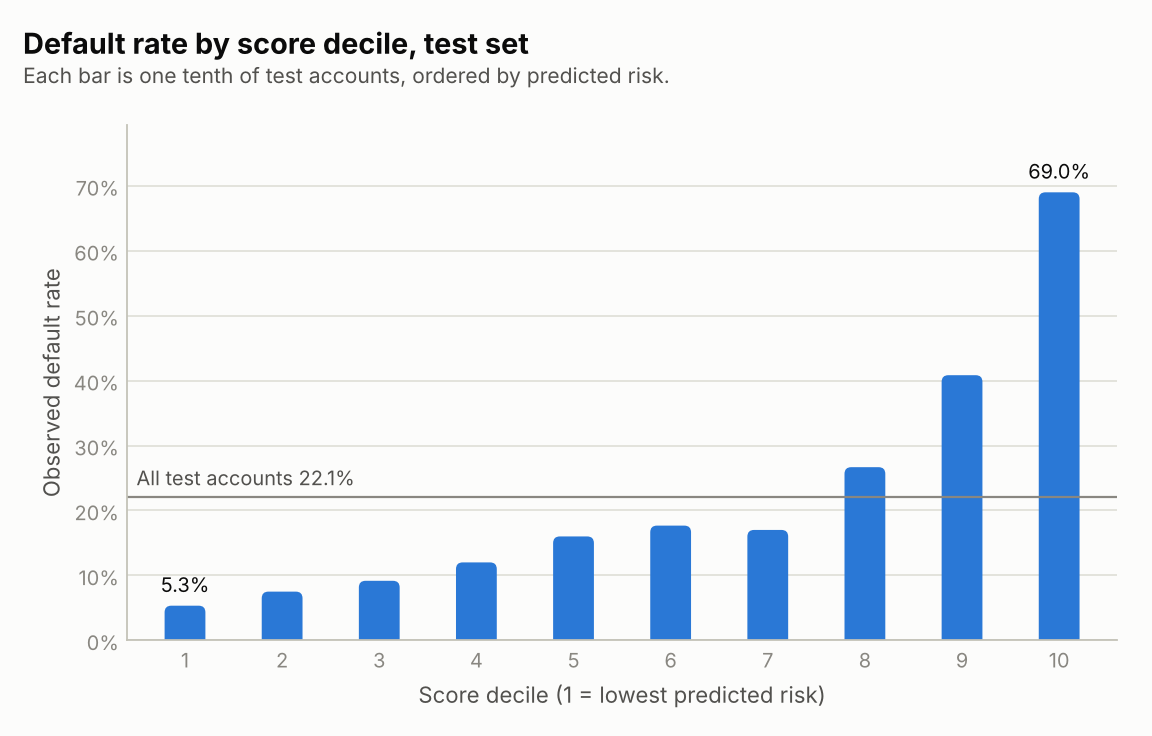 Default rate by score decile, test set
Each bar is one tenth of test accounts, ordered by predicted risk.
Observed default rate
70%
60%
50%
40%
30%
20%
10%
0%
All test accounts 22.1%
5.3%
69.0%
1 2 3 4 5 6 7 8 9 10
Score decile (1 = lowest predicted risk)